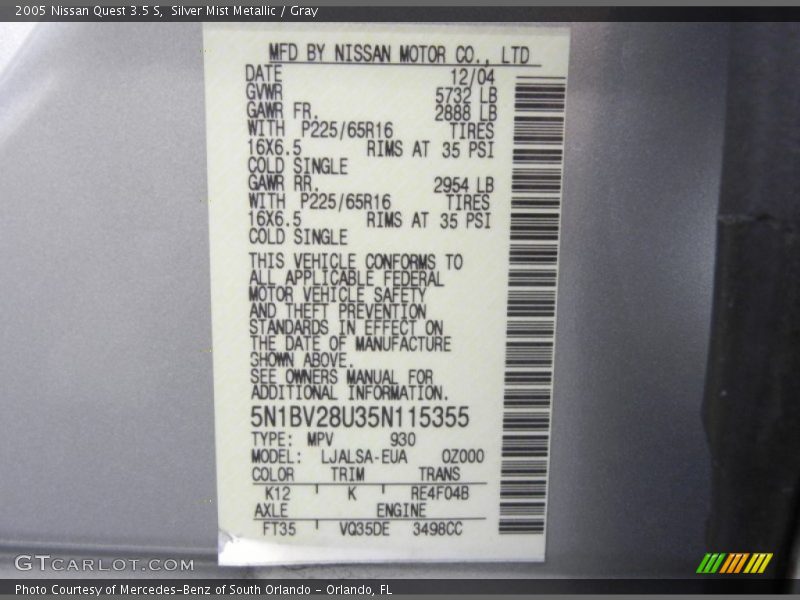 2005 Nissan Quest 3.5 S,  Silver Mist Metallic / Gray
MFD BY NISSAN MOTOR CO., LTD
DATE 12/04
GVWR 5732 LB
GAWR FR. 2888 LB
WITH P225/65R16 TIRES
16X6.5 RIMS AT 35 PSI
COLD SINGLE
GAWR RR. 2954 LB
WITH P225/65R16 TIRES
16X6.5 RIMS AT 35 PSI
COLD SINGLE
THIS VEHICLE CONFORMS TO
ALL APPLICABLE FEDERAL
MOTOR VEHICLE SAFETY
AND THEFT PREVENTION
STANDARDS IN EFFECT ON
THE DATE OF MANUFACTURE
SHOWN ABOVE.
SEE OWNERS MANUAL FOR
ADDITIONAL INFORMATION.
5N1BV28U35N115355
TYPE: MPV 930
MODEL: LJALSA-EUA 0Z000
COLOR TRIM TRANS
K12 K RE4F04B
AXLE ENGINE
FT35 VQ35DE 3498CC
GTCARLOT.COM
Photo Courtesy of Mercedes-Benz of South Orlando - Orlando, FL